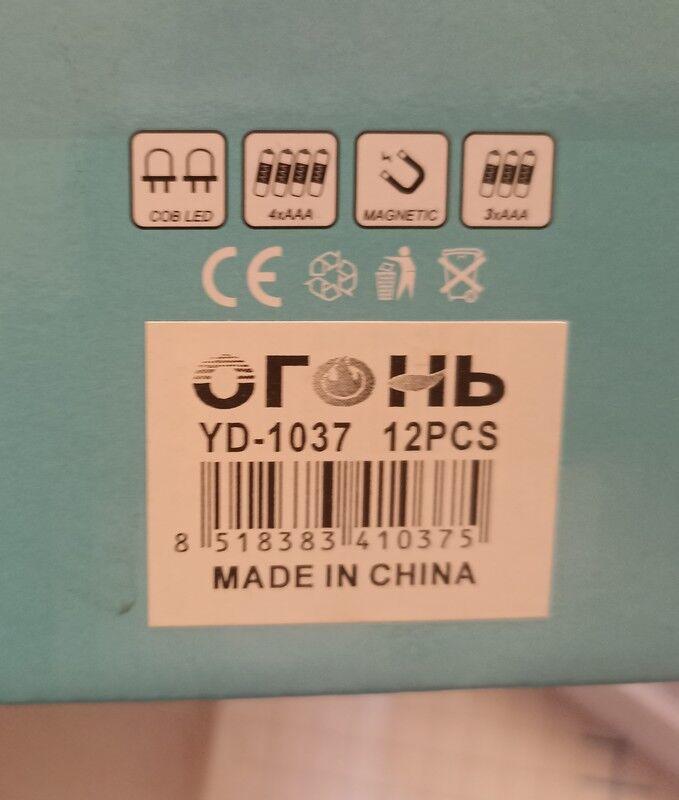 COB LED 4xAAA MAGNETIC 3xAAA
CE
ОГОНЬ
YD-1037 12PCS
8 518383 410375
MADE IN CHINA